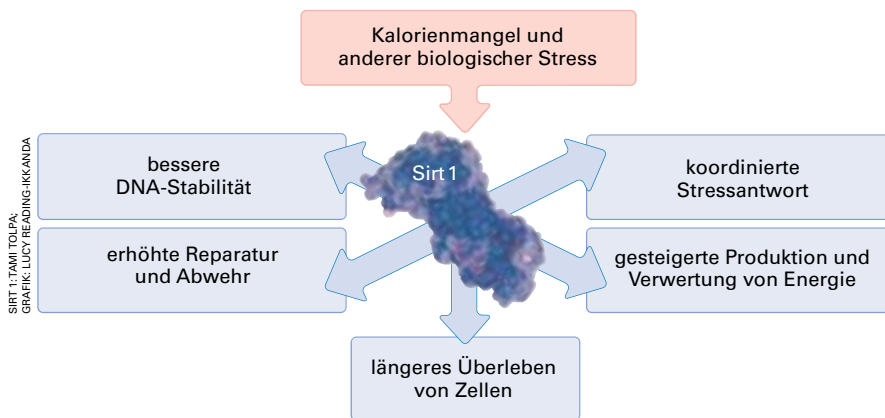 Kalorienmangel und
anderer biologischer Stress
Sirt 1
bessere
DNA-Stabilität
koordinierte
Stressantwort
erhöhte Reparatur
und Abwehr
gesteigerte Produktion und
Verwertung von Energie
längeres Überleben
von Zellen
SIRT 1: TAMI TOLPA;
GRAFIK: LUCY READING-IKKANDA